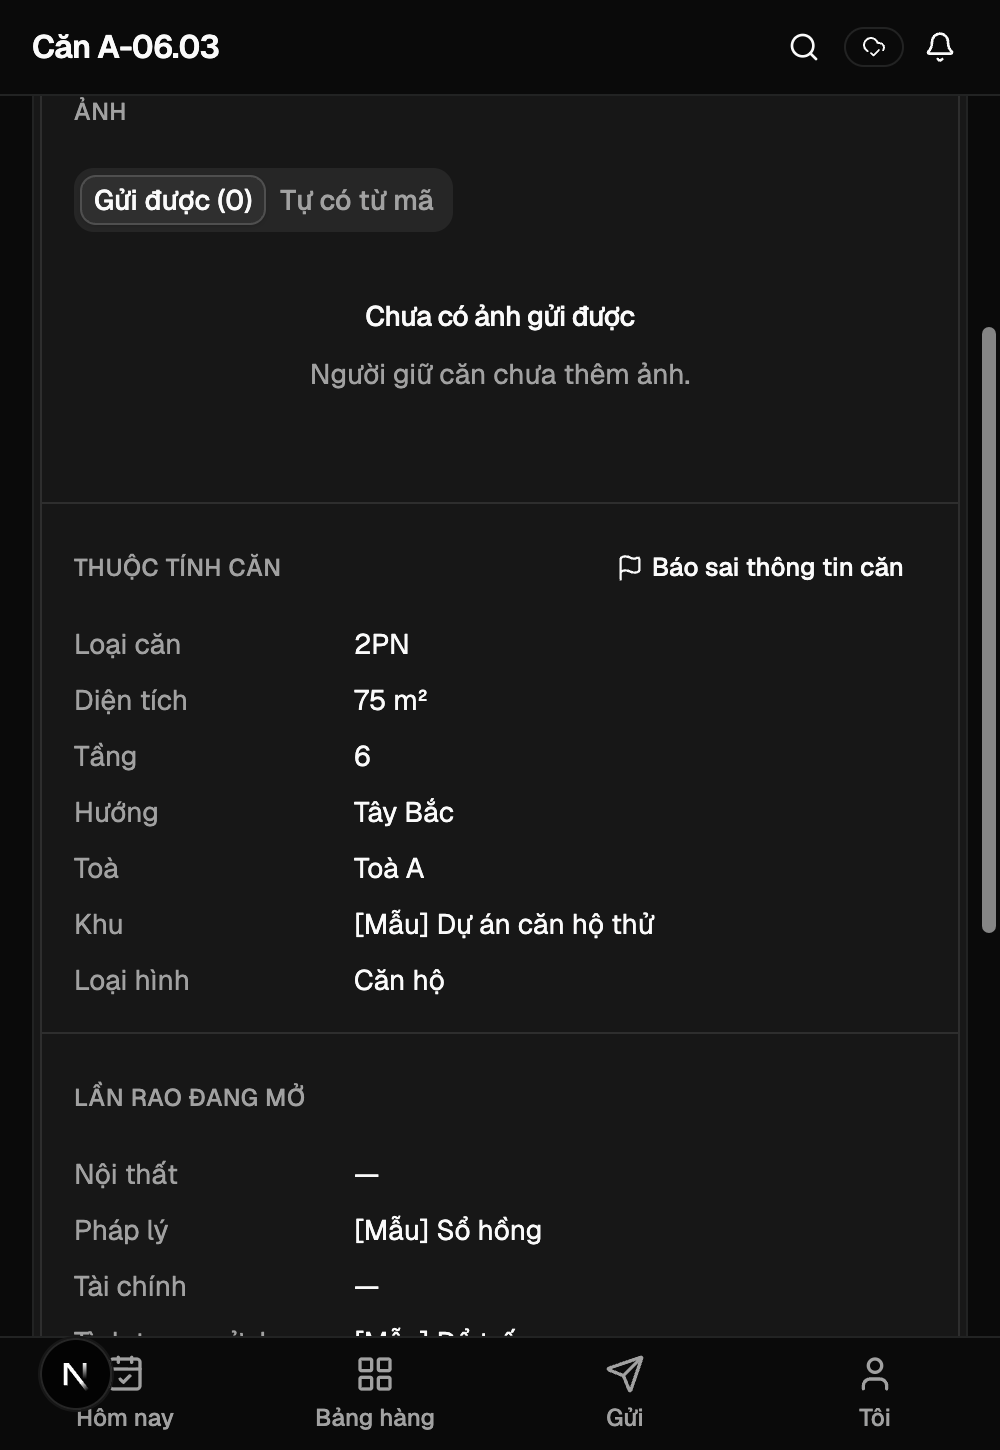 Căn A-06.03
ẢNH
Gửi được (0) Tự có từ mã
Chưa có ảnh gửi được
Người giữ căn chưa thêm ảnh.
THUỘC TÍNH CĂN Báo sai thông tin căn
Loại căn 2PN
Diện tích 75 m²
Tầng 6
Hướng Tây Bắc
Toà Toà A
Khu [Mẫu] Dự án căn hộ thử
Loại hình Căn hộ
LẦN RAO ĐANG MỞ
Nội thất —
Pháp lý [Mẫu] Sổ hồng
Tài chính —
[Mẫu]
N
Hôm nay Bảng hàng Gửi Tôi